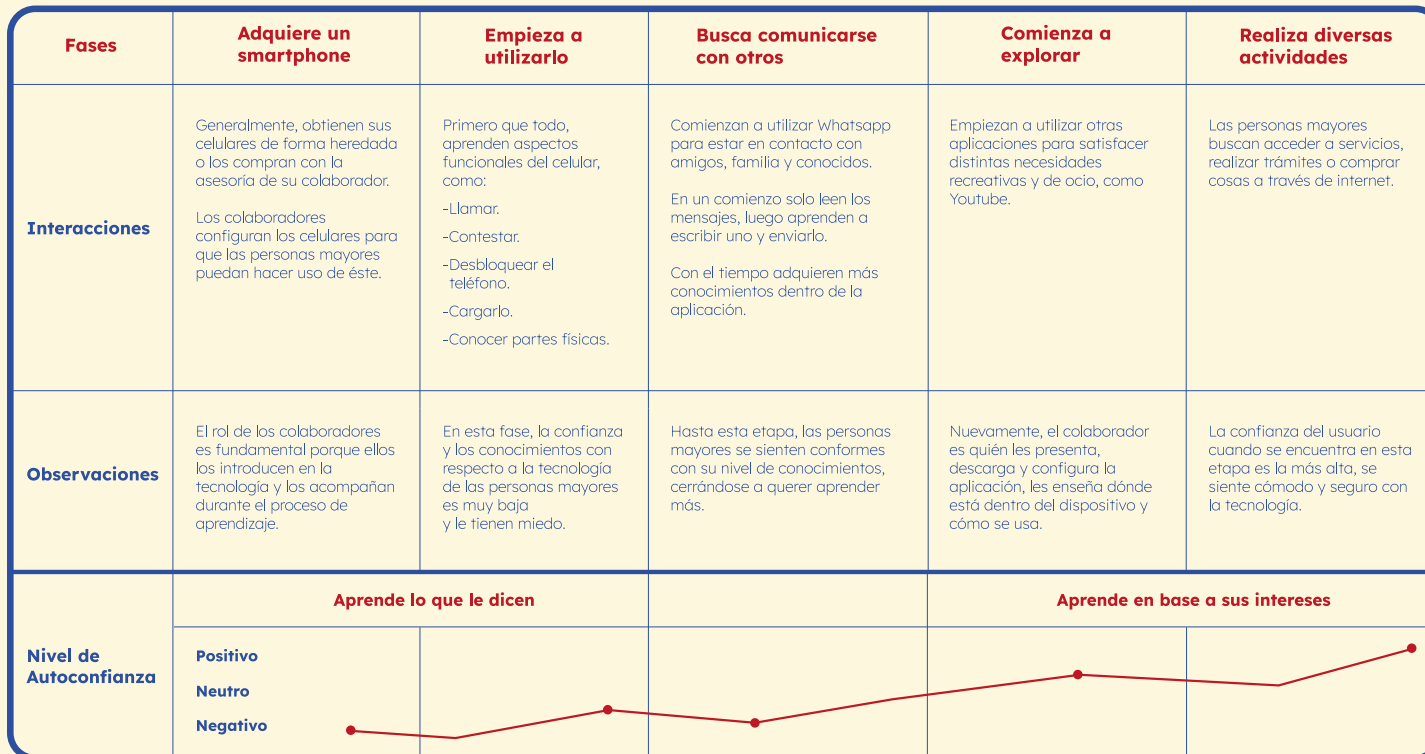 Fases
Adquiere un
smartphone
Empieza a
utilizarlo
Busca comunicarse
con otros
Comienza a
explorar
Realiza diversas
actividades
Interacciones
Generalmente, obtienen sus
celulares de forma heredada
o los compran con la
asesoría de su colaborador.
Los colaboradores
configuran los celulares para
que las personas mayores
puedan hacer uso de éste.
Primero que todo,
aprenden aspectos
funcionales del celular,
como:
-Llamar.
-Contestar.
-Desbloquear el
teléfono.
-Cargarlo.
-Conocer partes físicas.
Comienzan a utilizar Whatsapp
para estar en contacto con
amigos, familia y conocidos.
En un comienzo solo leen los
mensajes, luego aprenden a
escribir uno y enviarlo.
Con el tiempo adquieren más
conocimientos dentro de la
aplicación.
Empiezan a utilizar otras
aplicaciones para satisfacer
distintas necesidades
recreativas y de ocio, como
Youtube.
Las personas mayores
buscan acceder a servicios,
realizar trámites o comprar
cosas a través de internet.
Observaciones
El rol de los colaboradores
es fundamental porque ellos
los introducen en la
tecnología y los acompañan
durante el proceso de
aprendizaje.
En esta fase, la confianza
y los conocimientos con
respecto a la tecnología
de las personas mayores
es muy baja
y le tienen miedo.
Hasta esta etapa, las personas
mayores se sienten conformes
con su nivel de conocimientos,
cerrándose a querer aprender
más.
Nuevamente, el colaborador
es quién les presenta,
descarga y configura la
aplicación, les enseña dónde
está dentro del dispositivo y
cómo se usa.
La confianza del usuario
cuando se encuentra en esta
etapa es la más alta, se
siente cómodo y seguro con
la tecnología.
Nivel de
Autoconfianza
Aprende lo que le dicen
Aprende en base a sus intereses
Positivo
Neutro
Negativo